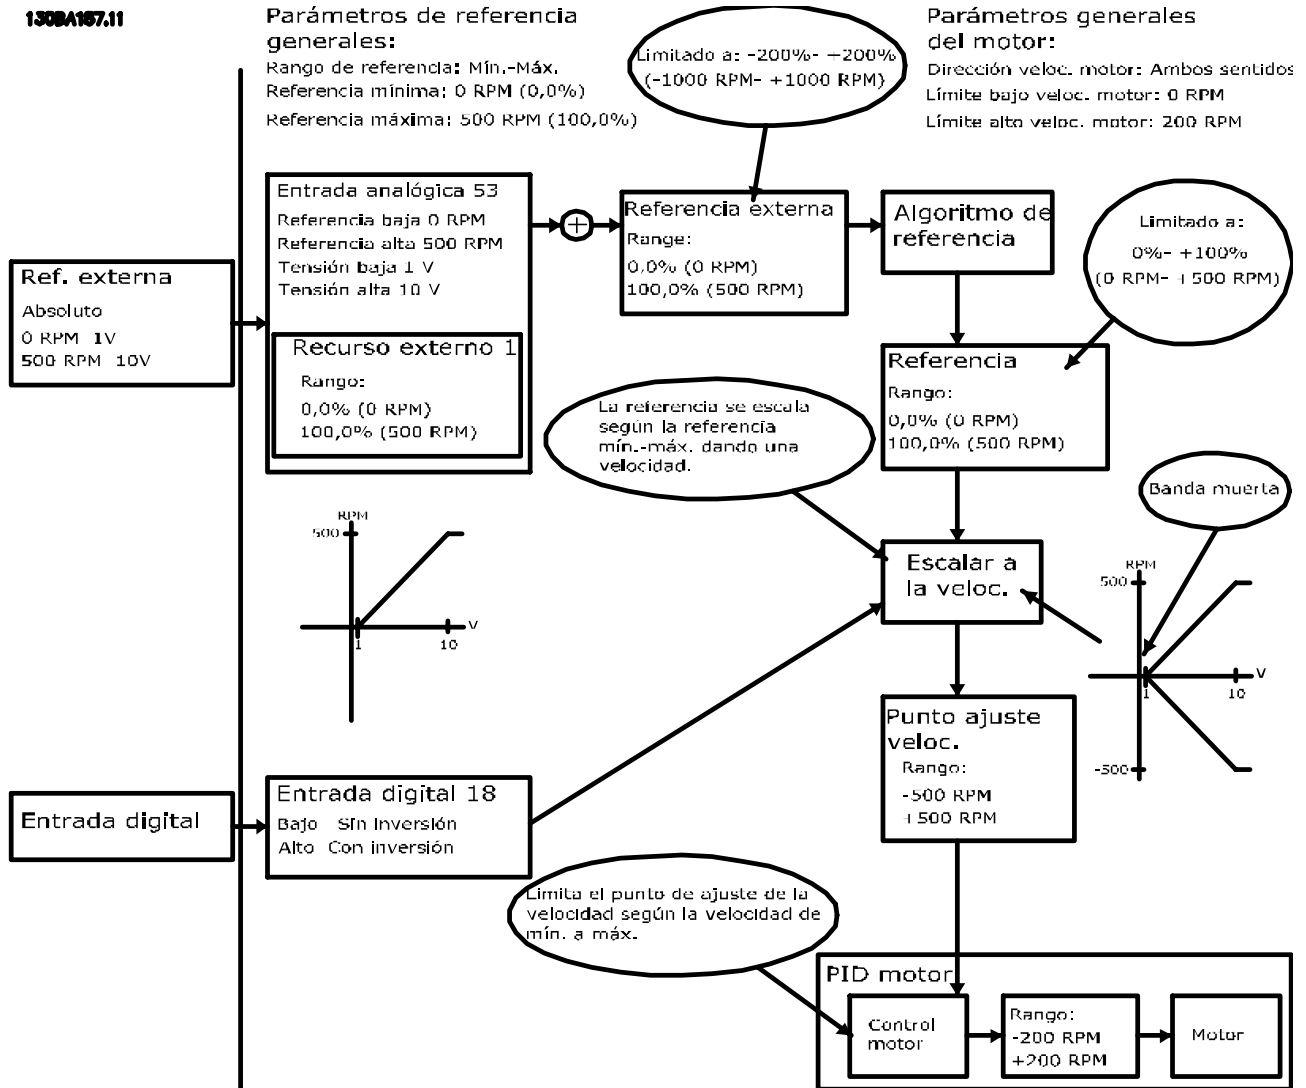 130BA187.11
Parámetros de referencia
generales:
Rango de referencia: Mín.-Máx.
Referencia mínima: 0 RPM (0,0%)
Referencia máxima: 500 RPM (100,0%)
Limitado a: -200%- +200%
(-1000 RPM- +1000 RPM)
Parámetros generales
del motor:
Dirección veloc. motor: Ambos sentidos
Límite bajo veloc. motor: 0 RPM
Límite alto veloc. motor: 200 RPM
Ref. externa
Absoluto
0 RPM 1V
500 RPM 10V
Entrada analógica 53
Referencia baja 0 RPM
Referencia alta 500 RPM
Tensión baja 1 V
Tensión alta 10 V
Recurso externo 1
Rango:
0,0% (0 RPM)
100,0% (500 RPM)
+
Referencia externa
Range:
0,0% (0 RPM)
100,0% (500 RPM)
Algoritmo de
referencia
Limitado a:
0%- +100%
(0 RPM- +500 RPM)
Referencia
Rango:
0,0% (0 RPM)
100,0% (500 RPM)
La referencia se escala
según la referencia
mín.-máx. dando una
velocidad.
Banda muerta
RPM
500
V
1
10
Escalar a
la veloc.
RPM
500
V
1
10
-500
Punto ajuste
veloc.
Rango:
-500 RPM
+500 RPM
Entrada digital
Entrada digital 18
Bajo Sin inversión
Alto Con inversión
Limita el punto de ajuste de la
velocidad según la velocidad de
mín. a máx.
PID motor
Control
motor
Rango:
-200 RPM
+200 RPM
Motor